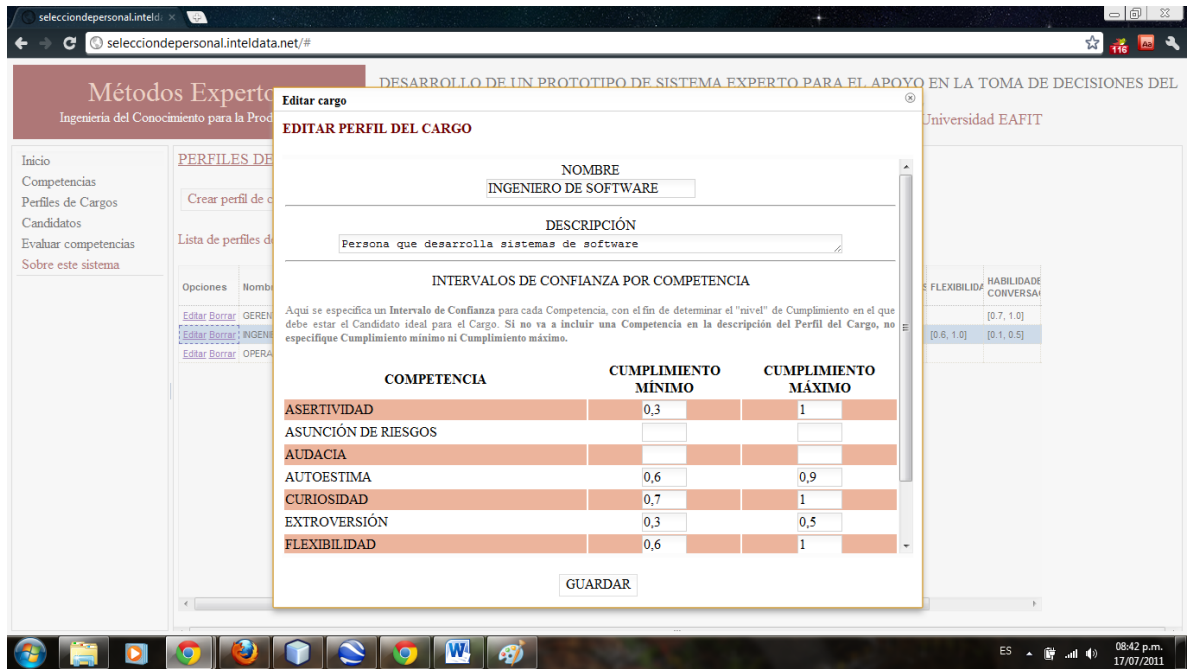 selecciondepersonal.inteld
selecciondepersonal.inteldata.net/#
116
Aa
Métodos Experto
Ingeniería del Conocimiento para la Prod
DESARROLLO DE UN PROTOTIPO DE SISTEMA EXPERTO PARA EL APOYO EN LA TOMA DE DECISIONES DEL
Universidad EAFIT
Inicio
Competencias
Perfiles de Cargos
Candidatos
Evaluar competencias
Sobre este sistema
PERFILES DE
Crear perfil de c
Lista de perfiles de
Opciones Nomb
Editar Borrar GEREN
Editar Borrar INGENI
Editar Borrar OPERA
Editar cargo
EDITAR PERFIL DEL CARGO
NOMBRE
INGENIERO DE SOFTWARE
DESCRIPCIÓN
Persona que desarrolla sistemas de software
INTERVALOS DE CONFIANZA POR COMPETENCIA
Aqui se especifica un Intervalo de Confianza para cada Competencia, con el fin de determinar el "nivel" de Cumplimiento en el que
debe estar el Candidato ideal para el Cargo. Si no va a incluir una Competencia en la descripción del Perfil del Cargo, no
especifique Cumplimiento mínimo ni Cumplimiento máximo.
COMPETENCIA CUMPLIMIENTO MÍNIMO CUMPLIMIENTO MÁXIMO
ASERTIVIDAD 0,3 1
ASUNCIÓN DE RIESGOS
AUDACIA
AUTOESTIMA 0,6 0,9
CURIOSIDAD 0,7 1
EXTROVERSIÓN 0,3 0,5
FLEXIBILIDAD 0,6 1
GUARDAR
S FLEXIBILIDA HABILIDADE CONVERSA
[0.7, 1.0]
[0.6, 1.0] [0.1, 0.5]
ES
08:42 p.m.
17/07/2011